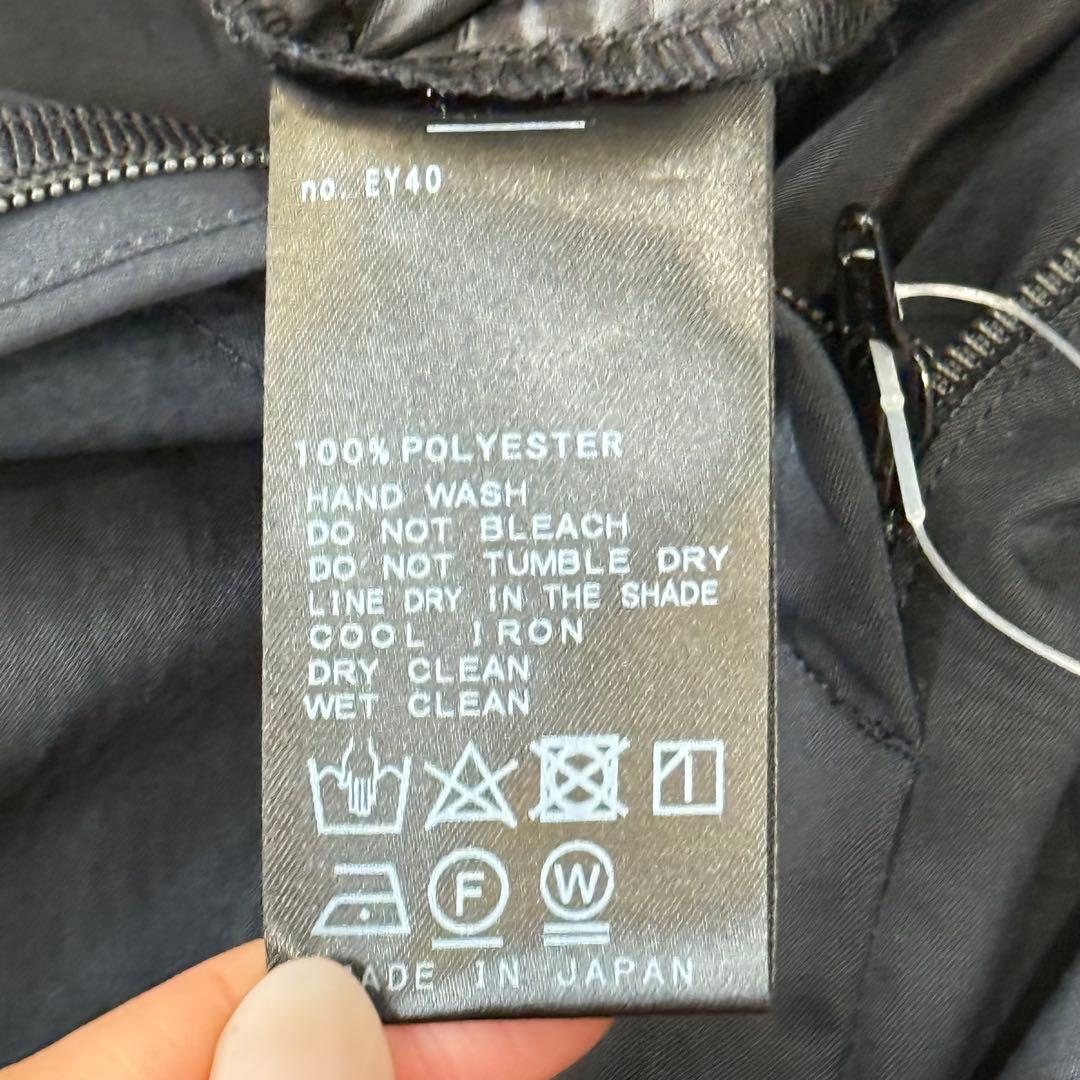 no. EY40
100% POLYESTER
HAND WASH
DO NOT BLEACH
DO NOT TUMBLE DRY
LINE DRY IN THE SHADE
COOL IRON
DRY CLEAN
WET CLEAN
F W
MADE IN JAPAN